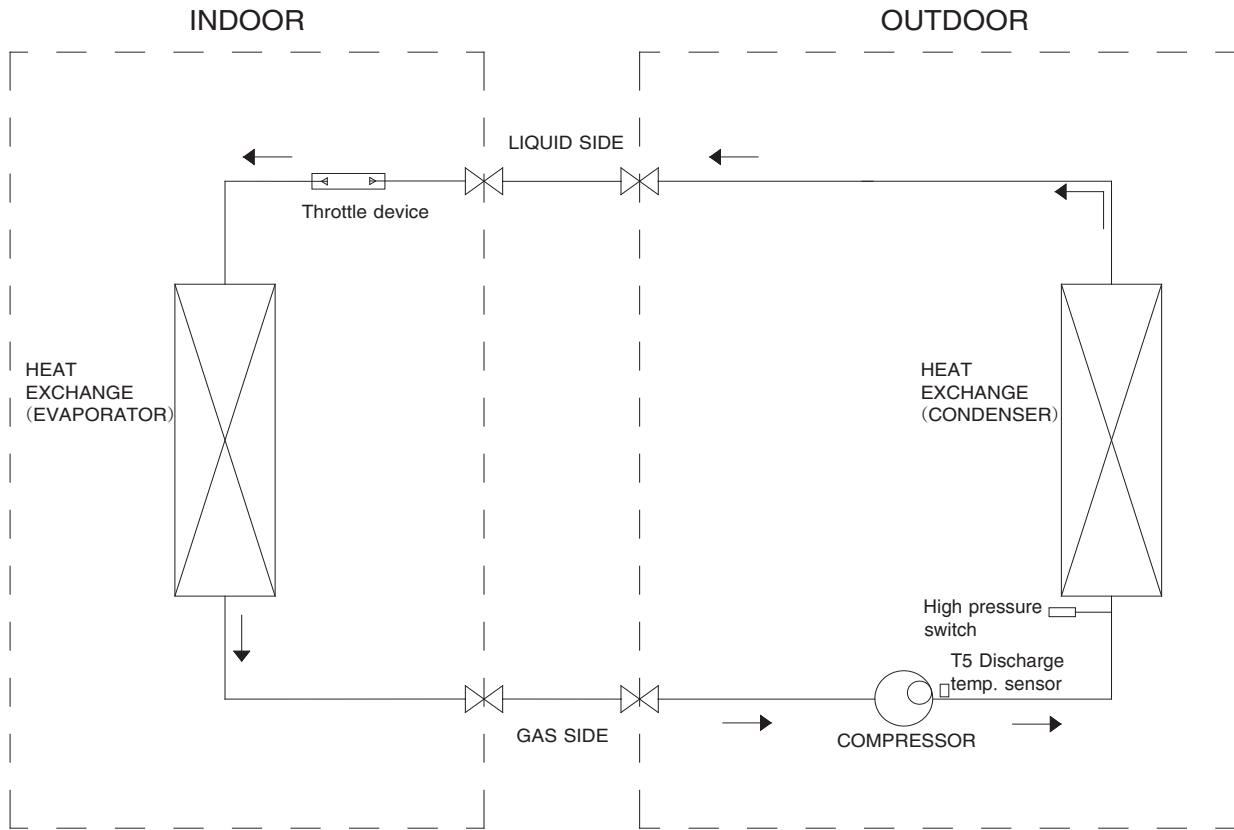 INDOOR
OUTDOOR
LIQUID SIDE
Throttle device
HEAT
EXCHANGE
(EVAPORATOR)
HEAT
EXCHANGE
(CONDENSER)
High pressure
switch
T5 Discharge
temp. sensor
GAS SIDE
COMPRESSOR